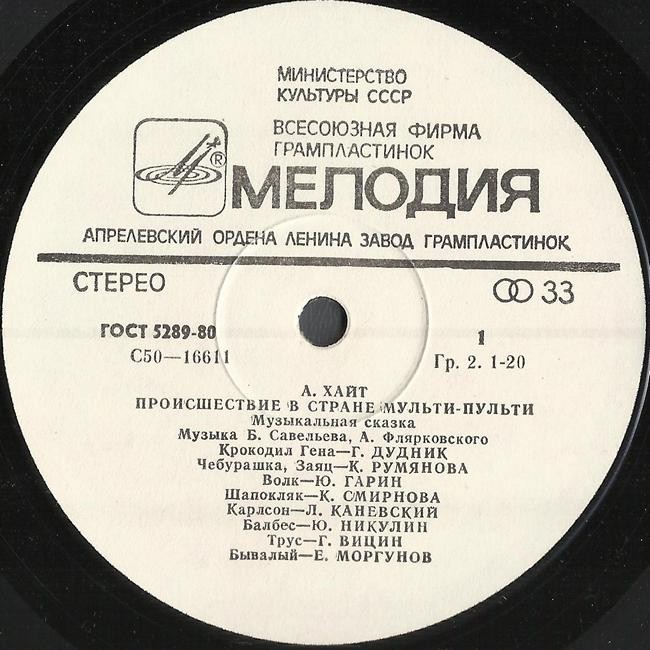 МИНИСТЕРСТВО
КУЛЬТУРЫ СССР
ВСЕСОЮЗНАЯ ФИРМА
ГРАМПЛАСТИНОК
® МЕЛОДИЯ
АПРЕЛЕВСКИЙ ОРДЕНА ЛЕНИНА ЗАВОД ГРАМПЛАСТИНОК
СТЕРЕО 33
ГОСТ 5289-80 1
С50—16611 Гр. 2. 1-20
А. ХАЙТ
ПРОИСШЕСТВИЕ В СТРАНЕ МУЛЬТИ-ПУЛЬТИ
Музыкальная сказка
Музыка Б. Савельева, А. Флярковского
Крокодил Гена—Г. ДУДНИК
Чебурашка, Заяц—К. РУМЯНОВА
Волк—Ю. ГАРИН
Шапокляк—К. СМИРНОВА
Карлсон—Л. КАНЕВСКИЙ
Балбес—Ю. НИКУЛИН
Трус—Г. ВИЦИН
Бывалый—Е. МОРГУНОВ